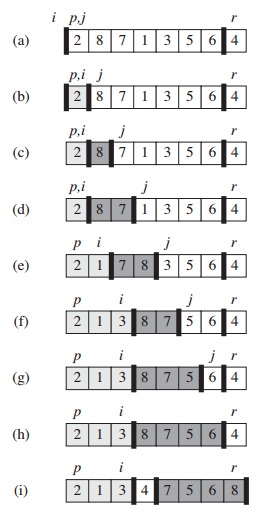 i p,j r
(a) 2 8 7 1 3 5 6 4
p,i j r
(b) 2 8 7 1 3 5 6 4
p,i j r
(c) 2 8 7 1 3 5 6 4
p,i j r
(d) 2 8 7 1 3 5 6 4
p i j r
(e) 2 1 7 8 3 5 6 4
p i j r
(f) 2 1 3 8 7 5 6 4
p i j r
(g) 2 1 3 8 7 5 6 4
p i r
(h) 2 1 3 8 7 5 6 4
p i r
(i) 2 1 3 4 7 5 6 8